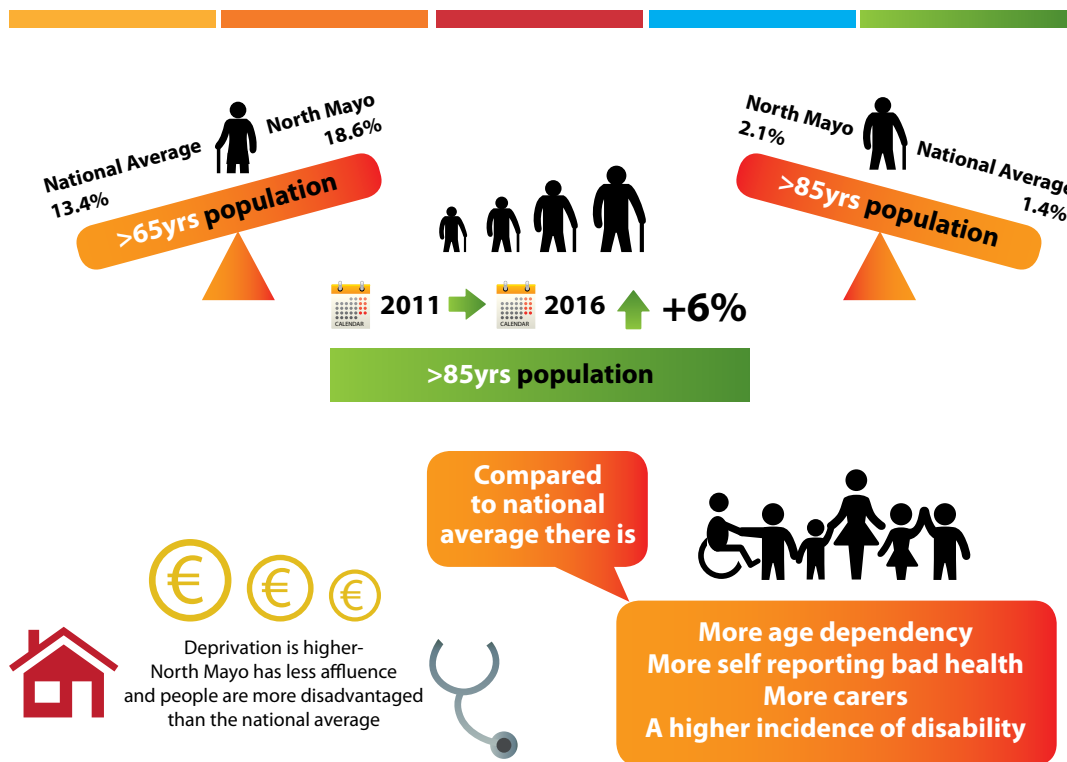 National Average
13.4%
North Mayo
18.6%
>65yrs population
North Mayo
2.1%
National Average
1.4%
>85yrs population
CALENDAR
2011
CALENDAR
2016
+6%
>85yrs population
Compared
to national
average there is
€
€
€
Deprivation is higher-
North Mayo has less affluence
and people are more disadvantaged
than the national average
More age dependency
More self reporting bad health
More carers
A higher incidence of disability